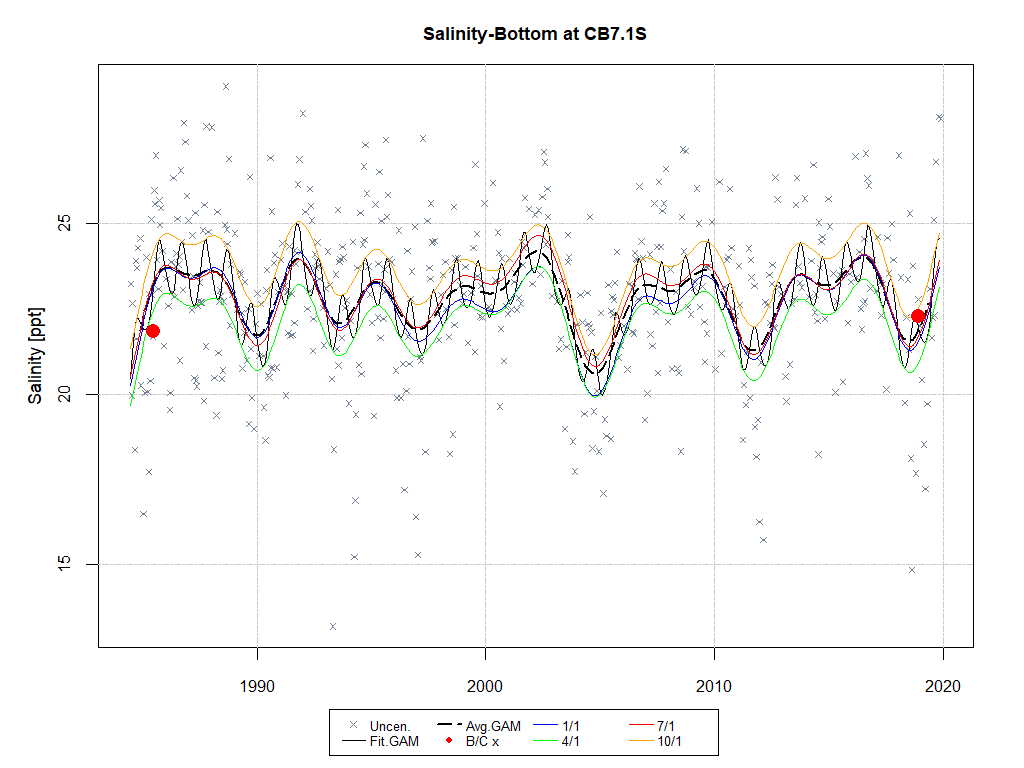 Salinity-Bottom at CB7.1S
Salinity [ppt]
25
20
15
1990 2000 2010 2020
Uncen. Avg.GAM 1/1 7/1
Fit.GAM B/C x 4/1 10/1